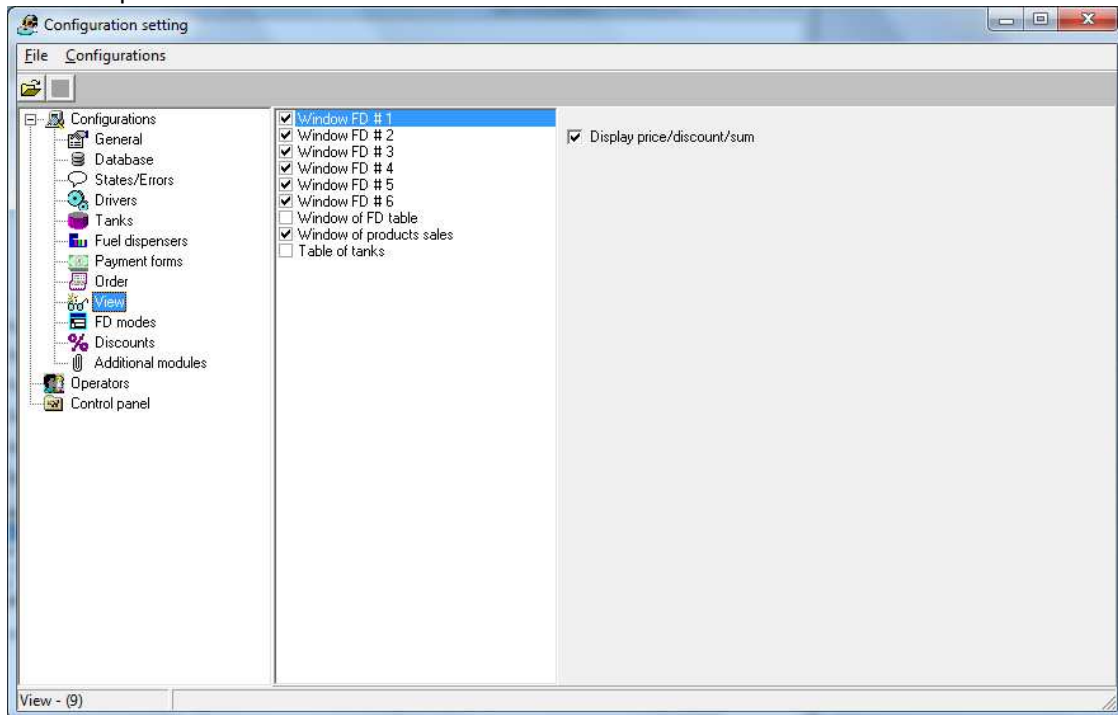 Configuration setting
File Configurations
Configurations
General
Database
States/Errors
Drivers
Tanks
Fuel dispensers
Payment forms
Order
View
FD modes
Discounts
Additional modules
Operators
Control panel
Window FD # 1
Window FD # 2
Window FD # 3
Window FD # 4
Window FD # 5
Window FD # 6
Window of FD table
Window of products sales
Table of tanks
Display price/discount/sum
View - (9)